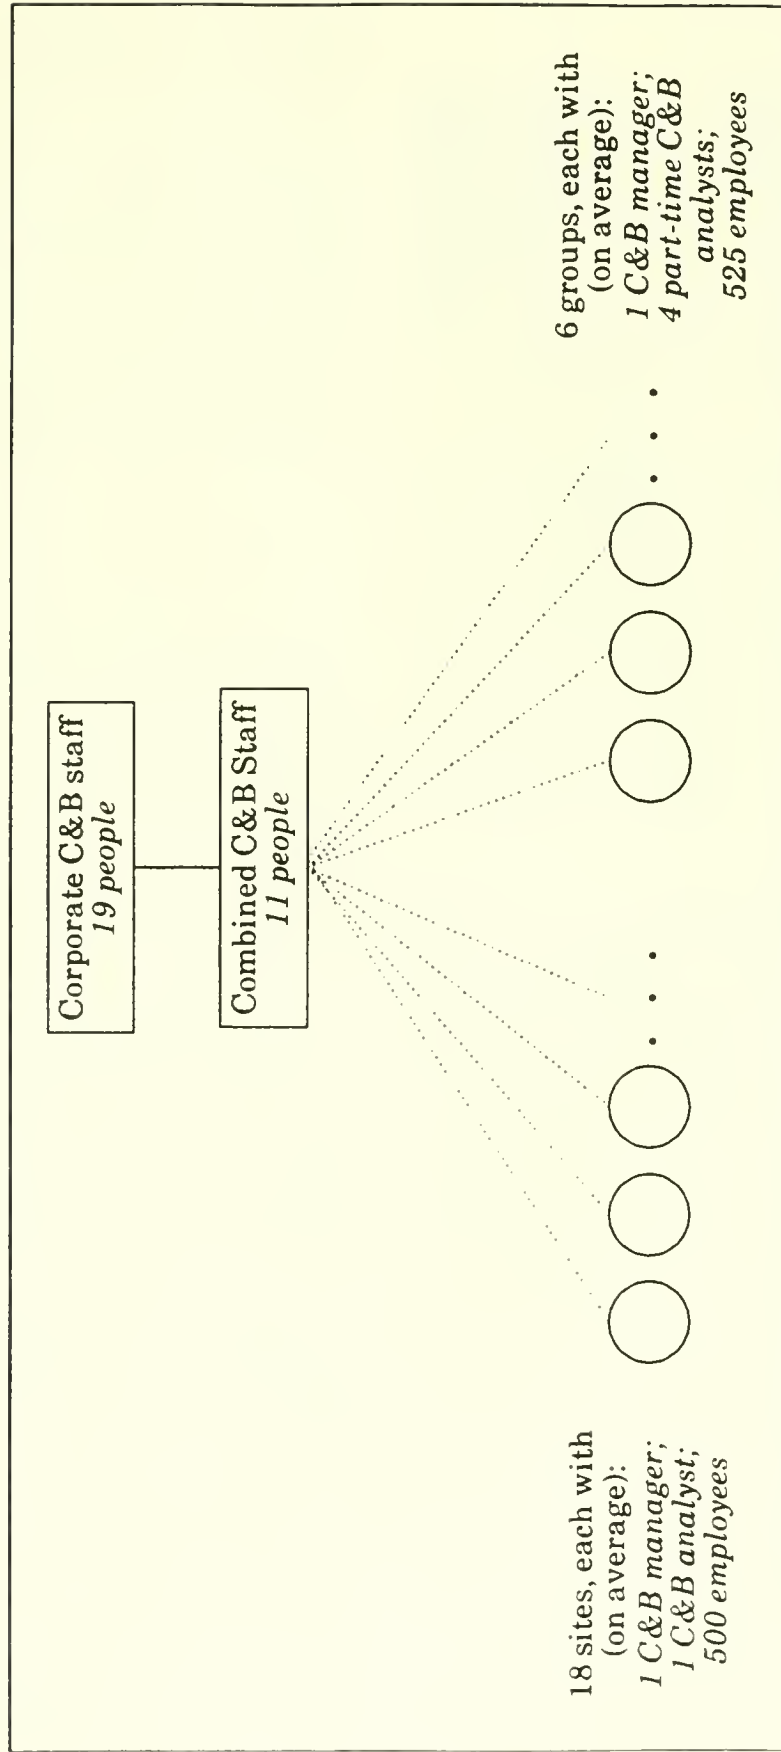 Corporate C&B staff
19 people
Combined C&B Staff
11 people
18 sites, each with
(on average):
1 C&B manager;
1 C&B analyst;
500 employees
6 groups, each with
(on average):
1 C&B manager;
4 part-time C&B
analysts;
525 employees